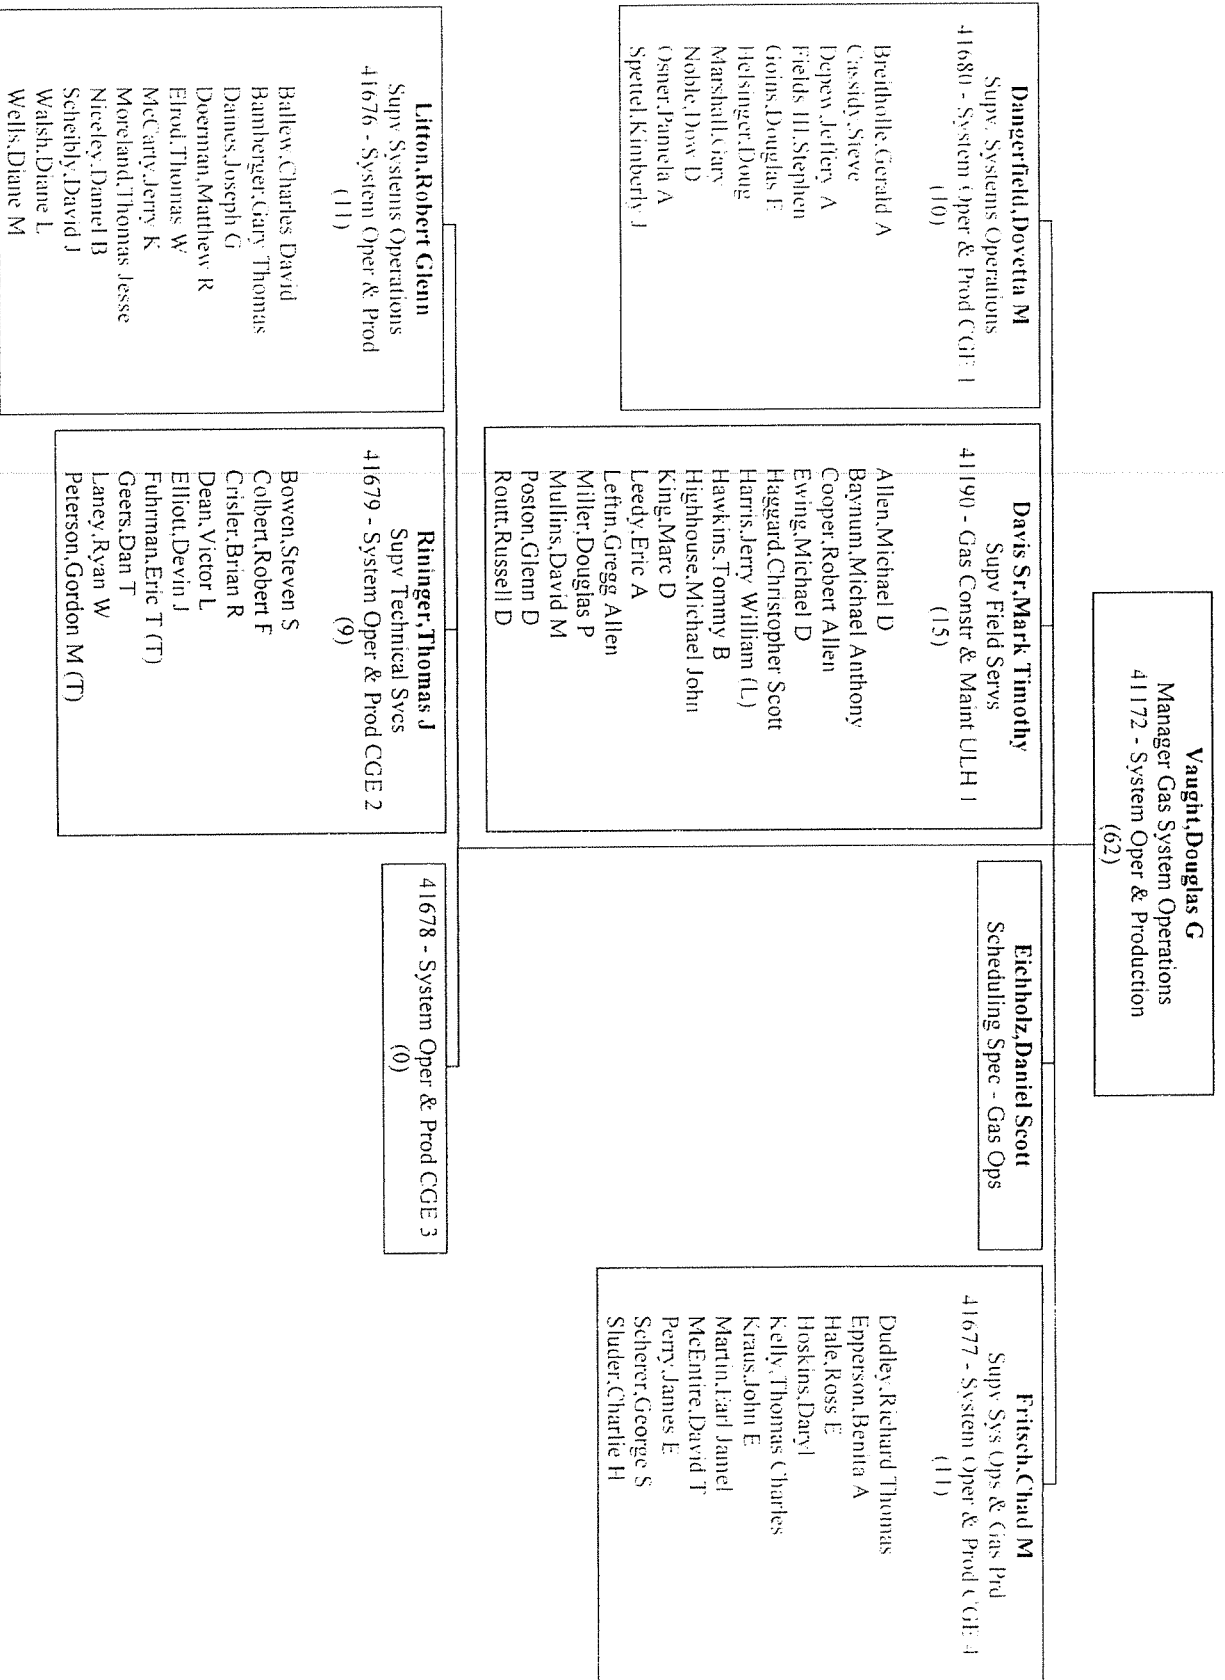 Vaught,Douglas G
Manager Gas System Operations
41172 - System Oper & Production
(62)
Dangerfield,Dovetta M
Supv. Systems Operations
41680 - System Oper & Prod CGE 1
(10)
Breitholle,Gerald A
Cassidy,Steve
Depew,Jeffery A
Fields III,Stephen
Goins,Douglas E
Helsinger,Doug
Marshall,Gary
Noble,Dow D
Osner,Pamela A
Spettel,Kimberly J
Davis Sr,Mark Timothy
Supv Field Servs
41190 - Gas Constr & Maint ULH 1
(15)
Allen,Michael D
Baynum,Michael Anthony
Cooper,Robert Allen
Ewing,Michael D
Haggard,Christopher Scott
Harris,Jerry William (L)
Hawkins,Tommy B
Highhouse,Michael John
King,Marc D
Leedy,Eric A
Leftin,Gregg Allen
Miller,Douglas P
Mullins,David M
Poston,Glenn D
Routt,Russell D
Eichholz,Daniel Scott
Scheduling Spec - Gas Ops
Fritsch,Chad M
Supv Sys Ops & Gas Prd
41677 - System Oper & Prod CGE 4
(11)
Dudley,Richard Thomas
Epperson,Benita A
Hale,Ross E
Hoskins,Daryl
Kelly,Thomas Charles
Kraus,John E
Martin,Earl Jamel
McEntire,David T
Perry,James E
Scherer,George S
Sluder,Charlie H
Litton,Robert Glenn
Supv Systems Operations
41676 - System Oper & Prod
(11)
Ballew,Charles David
Bamberger,Gary Thomas
Daines,Joseph G
Doerman,Matthew R
Elrod,Thomas W
McCarty,Jerry K
Moreland,Thomas Jesse
Niceley,Daniel B
Scheibly,David J
Walsh,Diane L
Wells,Diane M
Rininger,Thomas J
Supv Technical Svcs
41679 - System Oper & Prod CGE 2
(9)
Bowen,Steven S
Colbert,Robert F
Crisler,Brian R
Dean,Victor L
Elliott,Devin J
Fuhrman,Eric T (T)
Geers,Dan T
Laney,Ryan W
Peterson,Gordon M (T)
41678 - System Oper & Prod CGE 3
(0)